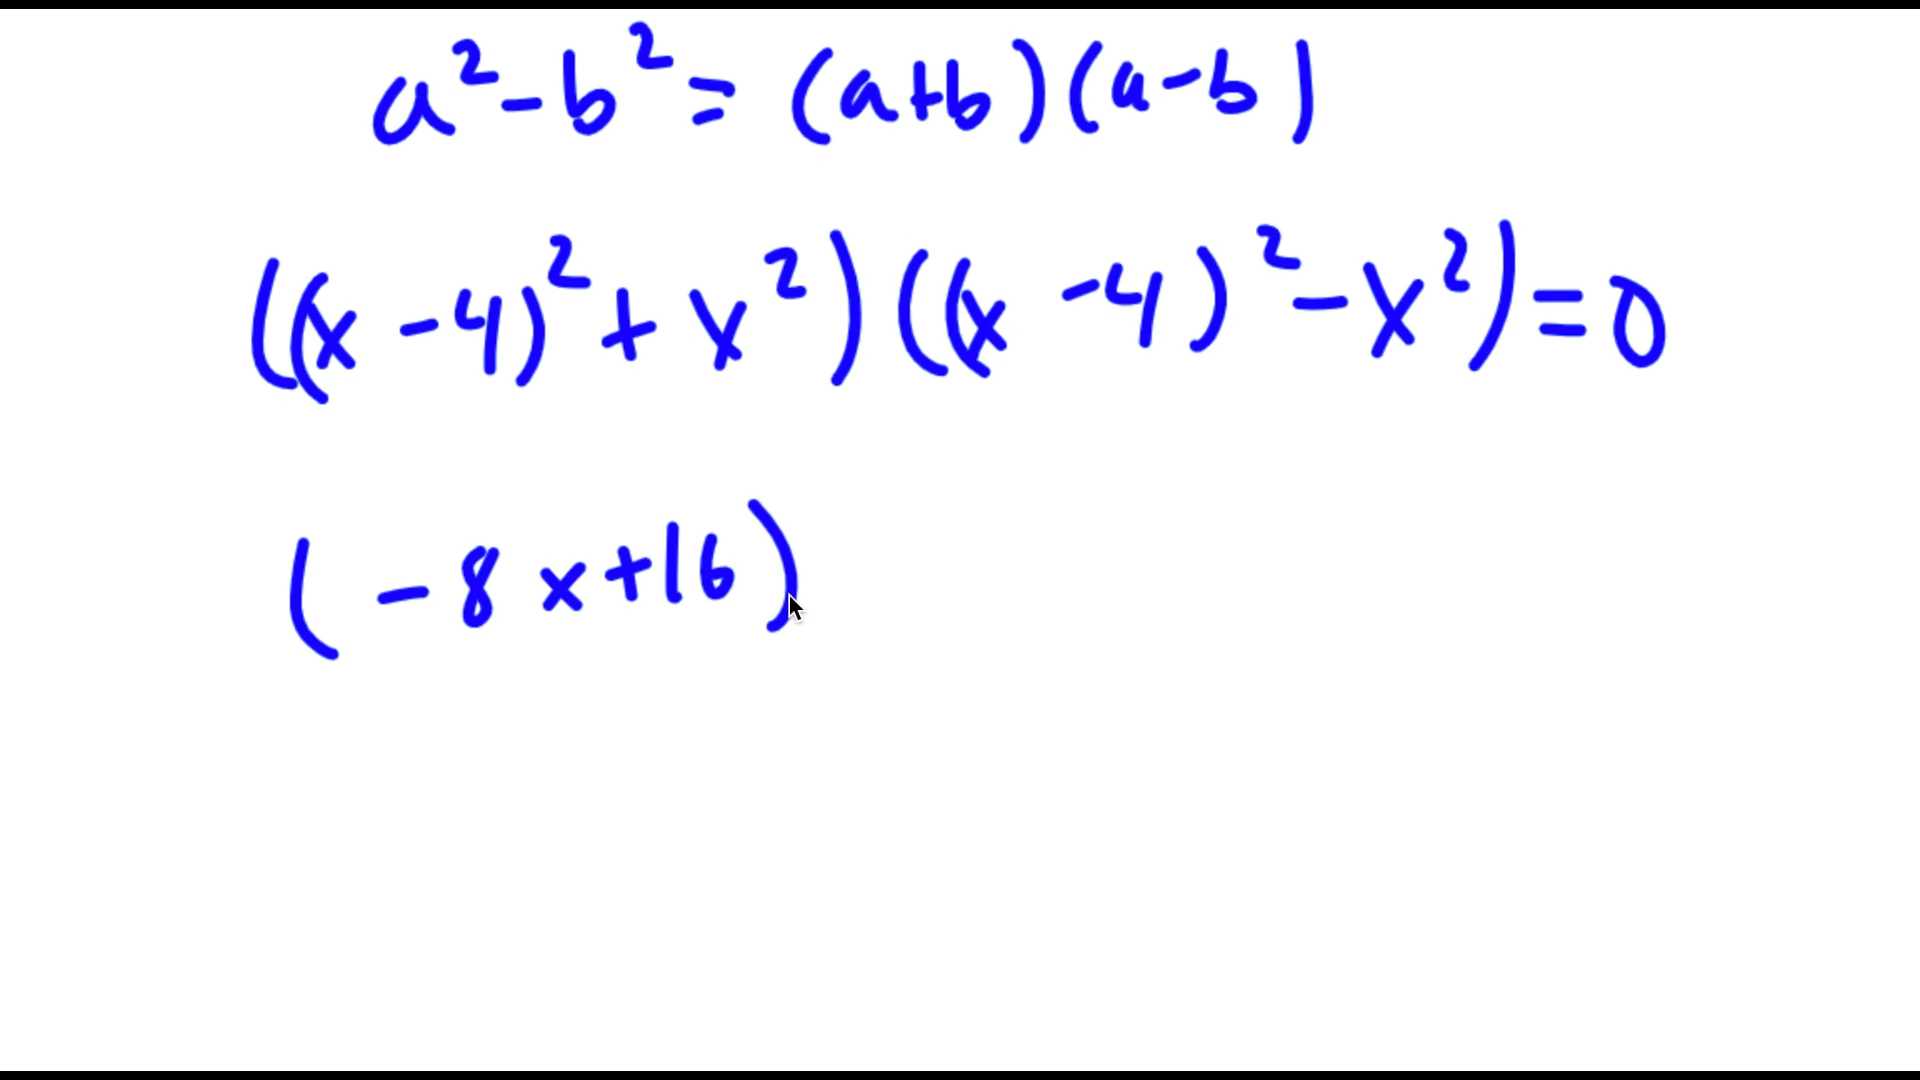 a² - b² = (a+b)(a-b)
((x -4)² + x²)((x -4)² - x²) = 0
( - 8x+16)